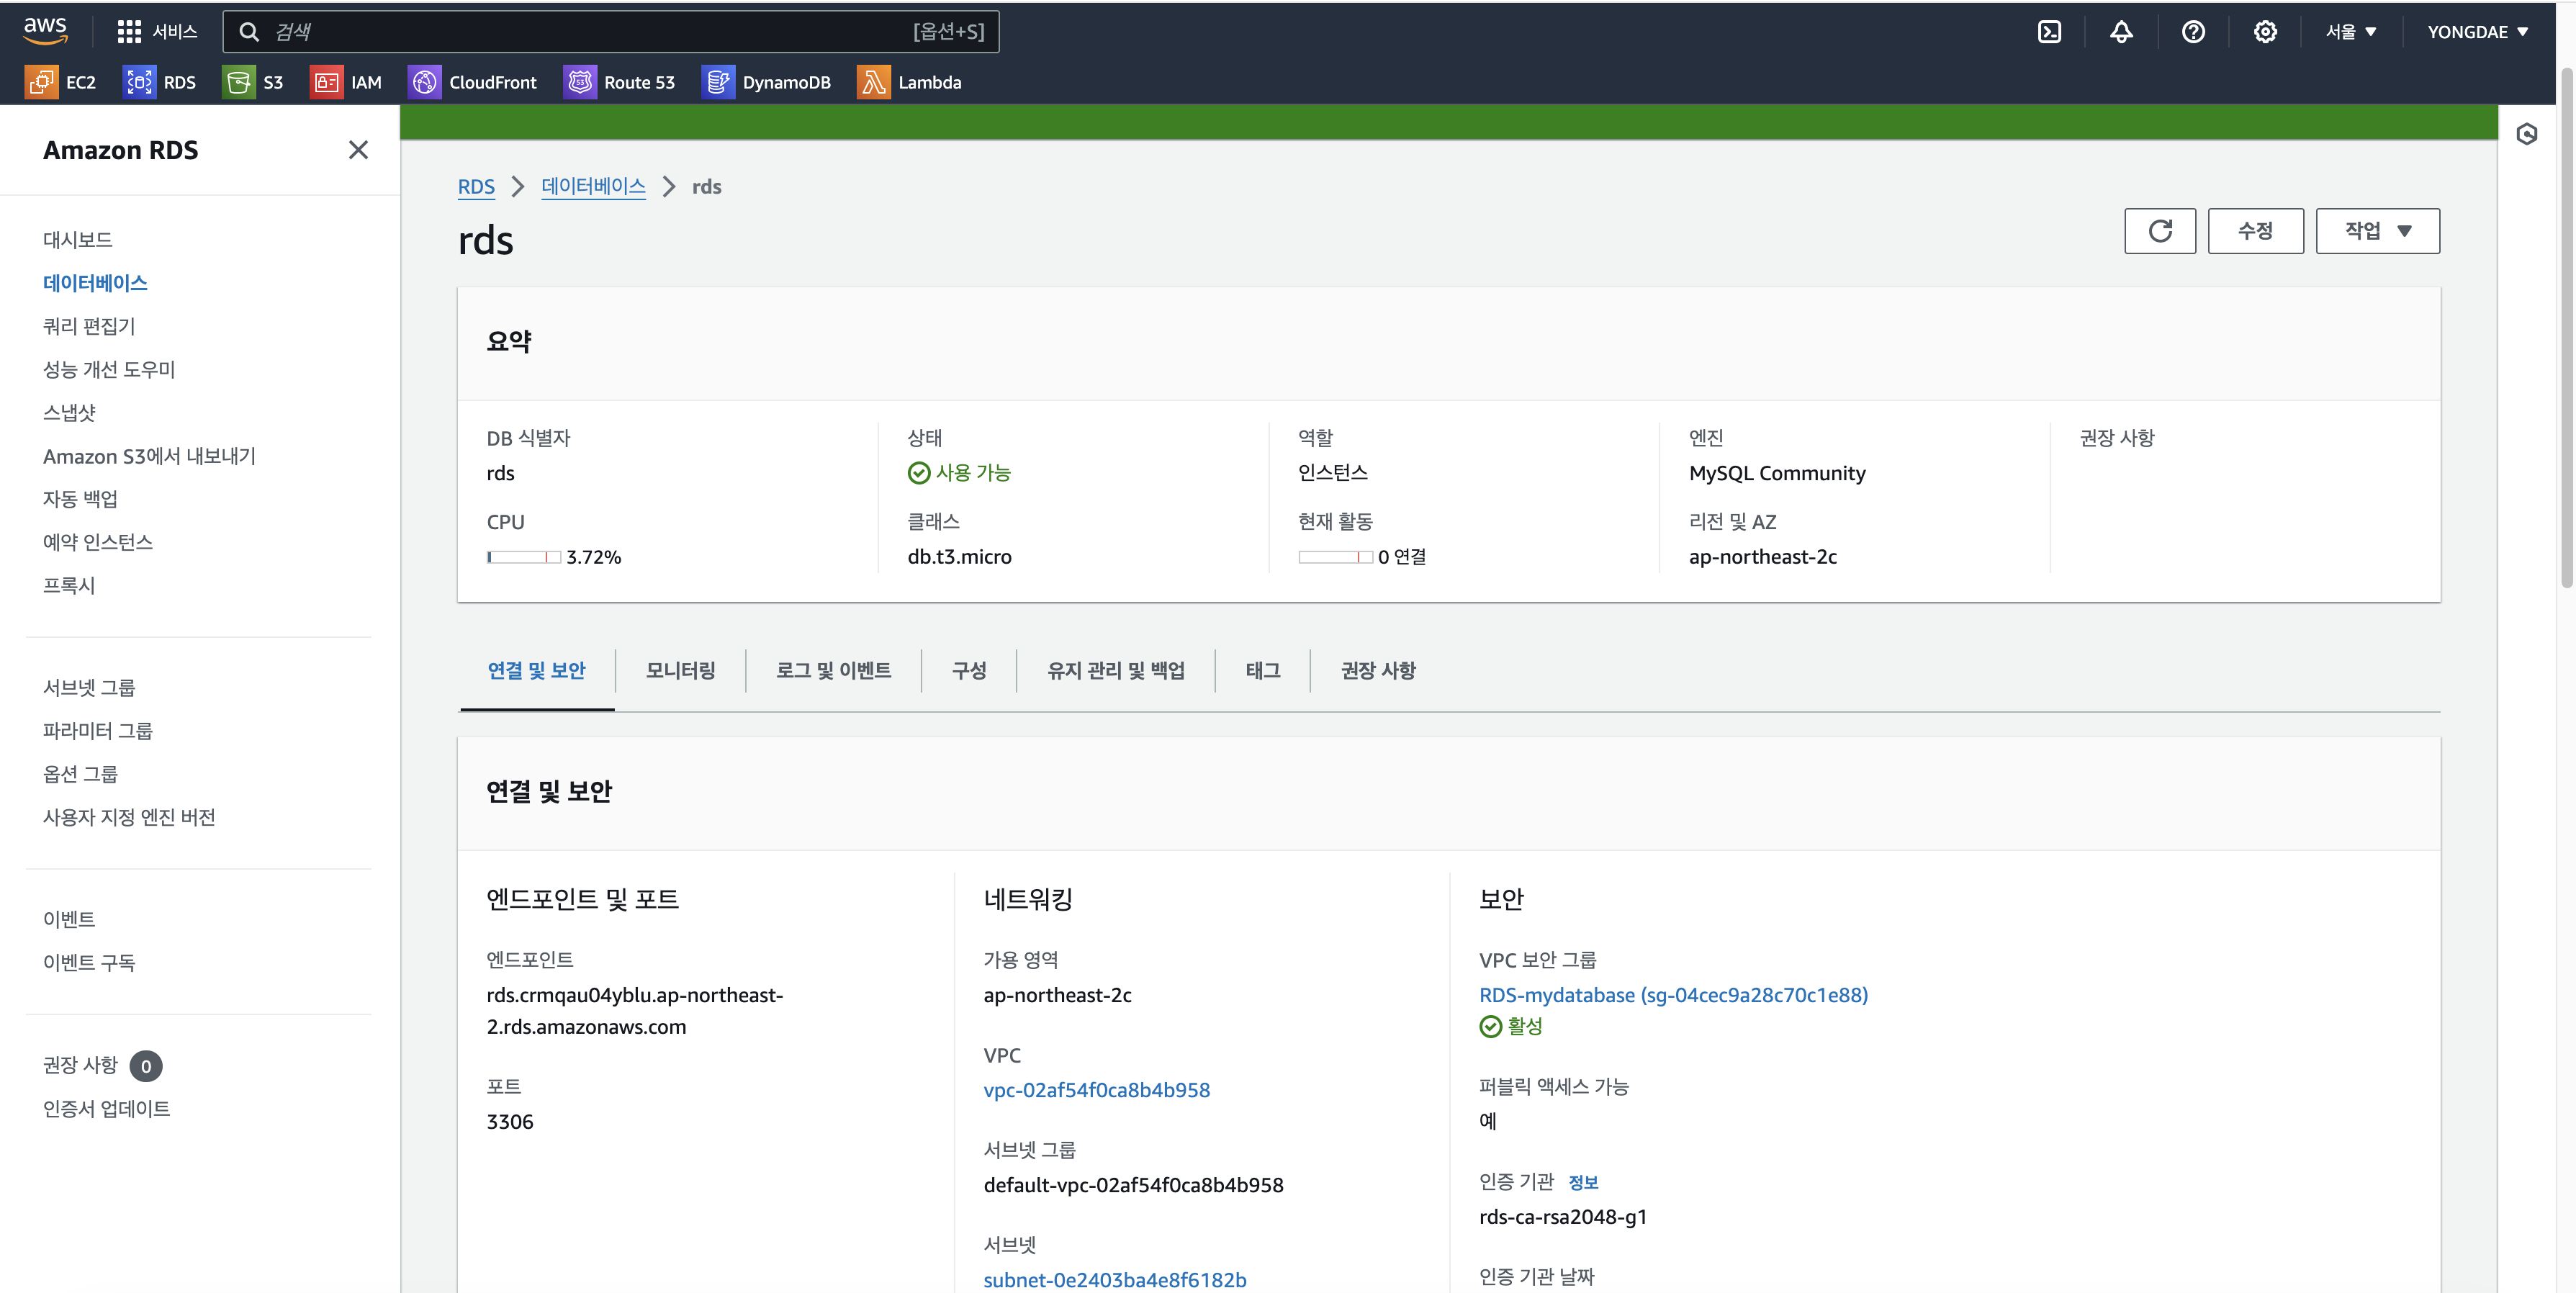 aws
서비스
검색
[옵션+S]
서울 ▼
YONGDAE ▼
EC2
RDS
S3
IAM
CloudFront
Route 53
DynamoDB
Lambda
Amazon RDS
대시보드
데이터베이스
쿼리 편집기
성능 개선 도우미
스냅샷
Amazon S3에서 내보내기
자동 백업
예약 인스턴스
프록시
서브넷 그룹
파라미터 그룹
옵션 그룹
사용자 지정 엔진 버전
이벤트
이벤트 구독
권장 사항 0
인증서 업데이트
RDS > 데이터베이스 > rds
rds
수정
작업 ▼
요약
DB 식별자
rds
CPU
3.72%
상태
사용 가능
클래스
db.t3.micro
역할
인스턴스
현재 활동
0 연결
엔진
MySQL Community
리전 및 AZ
ap-northeast-2c
권장 사항
연결 및 보안
모니터링
로그 및 이벤트
구성
유지 관리 및 백업
태그
권장 사항
연결 및 보안
엔드포인트 및 포트
엔드포인트
rds.crmqau04yblu.ap-northeast-
2.rds.amazonaws.com
포트
3306
네트워킹
가용 영역
ap-northeast-2c
VPC
vpc-02af54f0ca8b4b958
서브넷 그룹
default-vpc-02af54f0ca8b4b958
서브넷
subnet-0e2403ba4e8f6182b
보안
VPC 보안 그룹
RDS-mydatabase (sg-04cec9a28c70c1e88)
활성
퍼블릭 액세스 가능
예
인증 기관 정보
rds-ca-rsa2048-g1
인증 기관 날짜